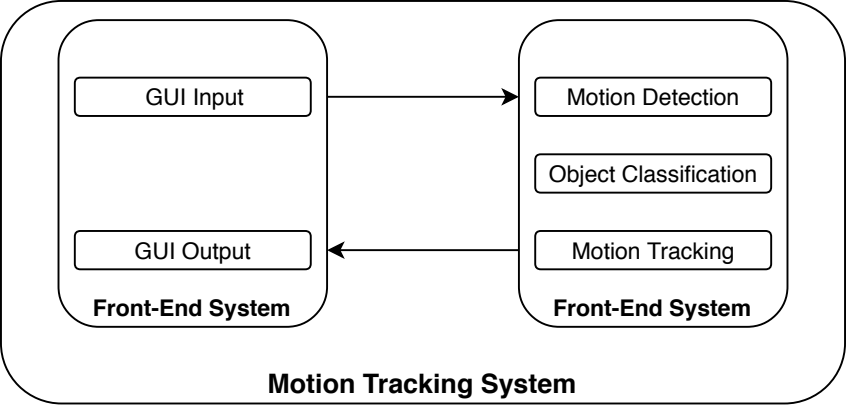 GUI Input
GUI Output
Front-End System
Motion Detection
Object Classification
Motion Tracking
Front-End System
Motion Tracking System